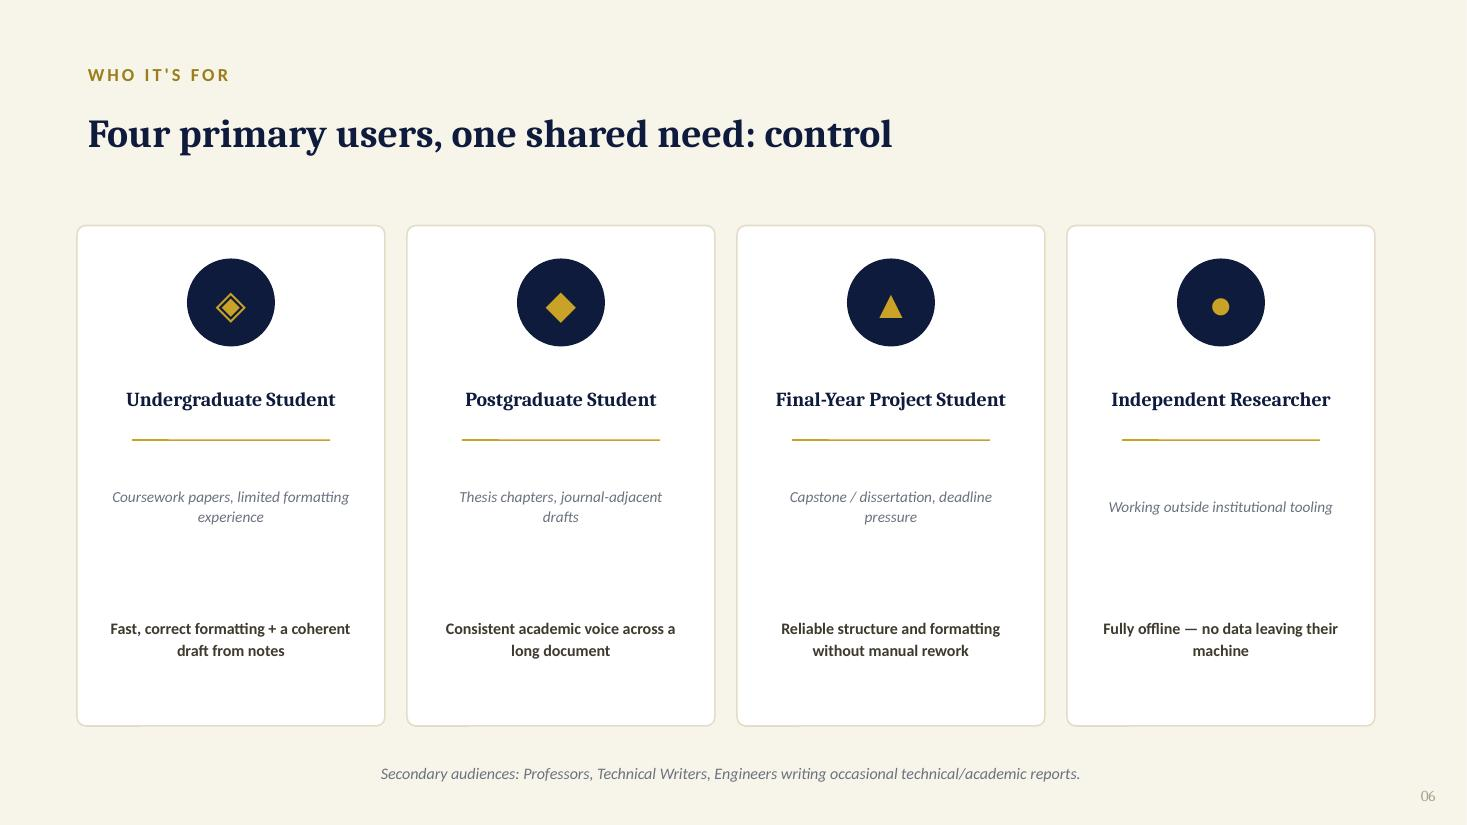 WHO IT'S FOR
Four primary users, one shared need: control
Undergraduate Student
Coursework papers, limited formatting
experience
Fast, correct formatting + a coherent
draft from notes
Postgraduate Student
Thesis chapters, journal-adjacent
drafts
Consistent academic voice across a
long document
Final-Year Project Student
Capstone / dissertation, deadline
pressure
Reliable structure and formatting
without manual rework
Independent Researcher
Working outside institutional tooling
Fully offline — no data leaving their
machine
Secondary audiences: Professors, Technical Writers, Engineers writing occasional technical/academic reports.
06